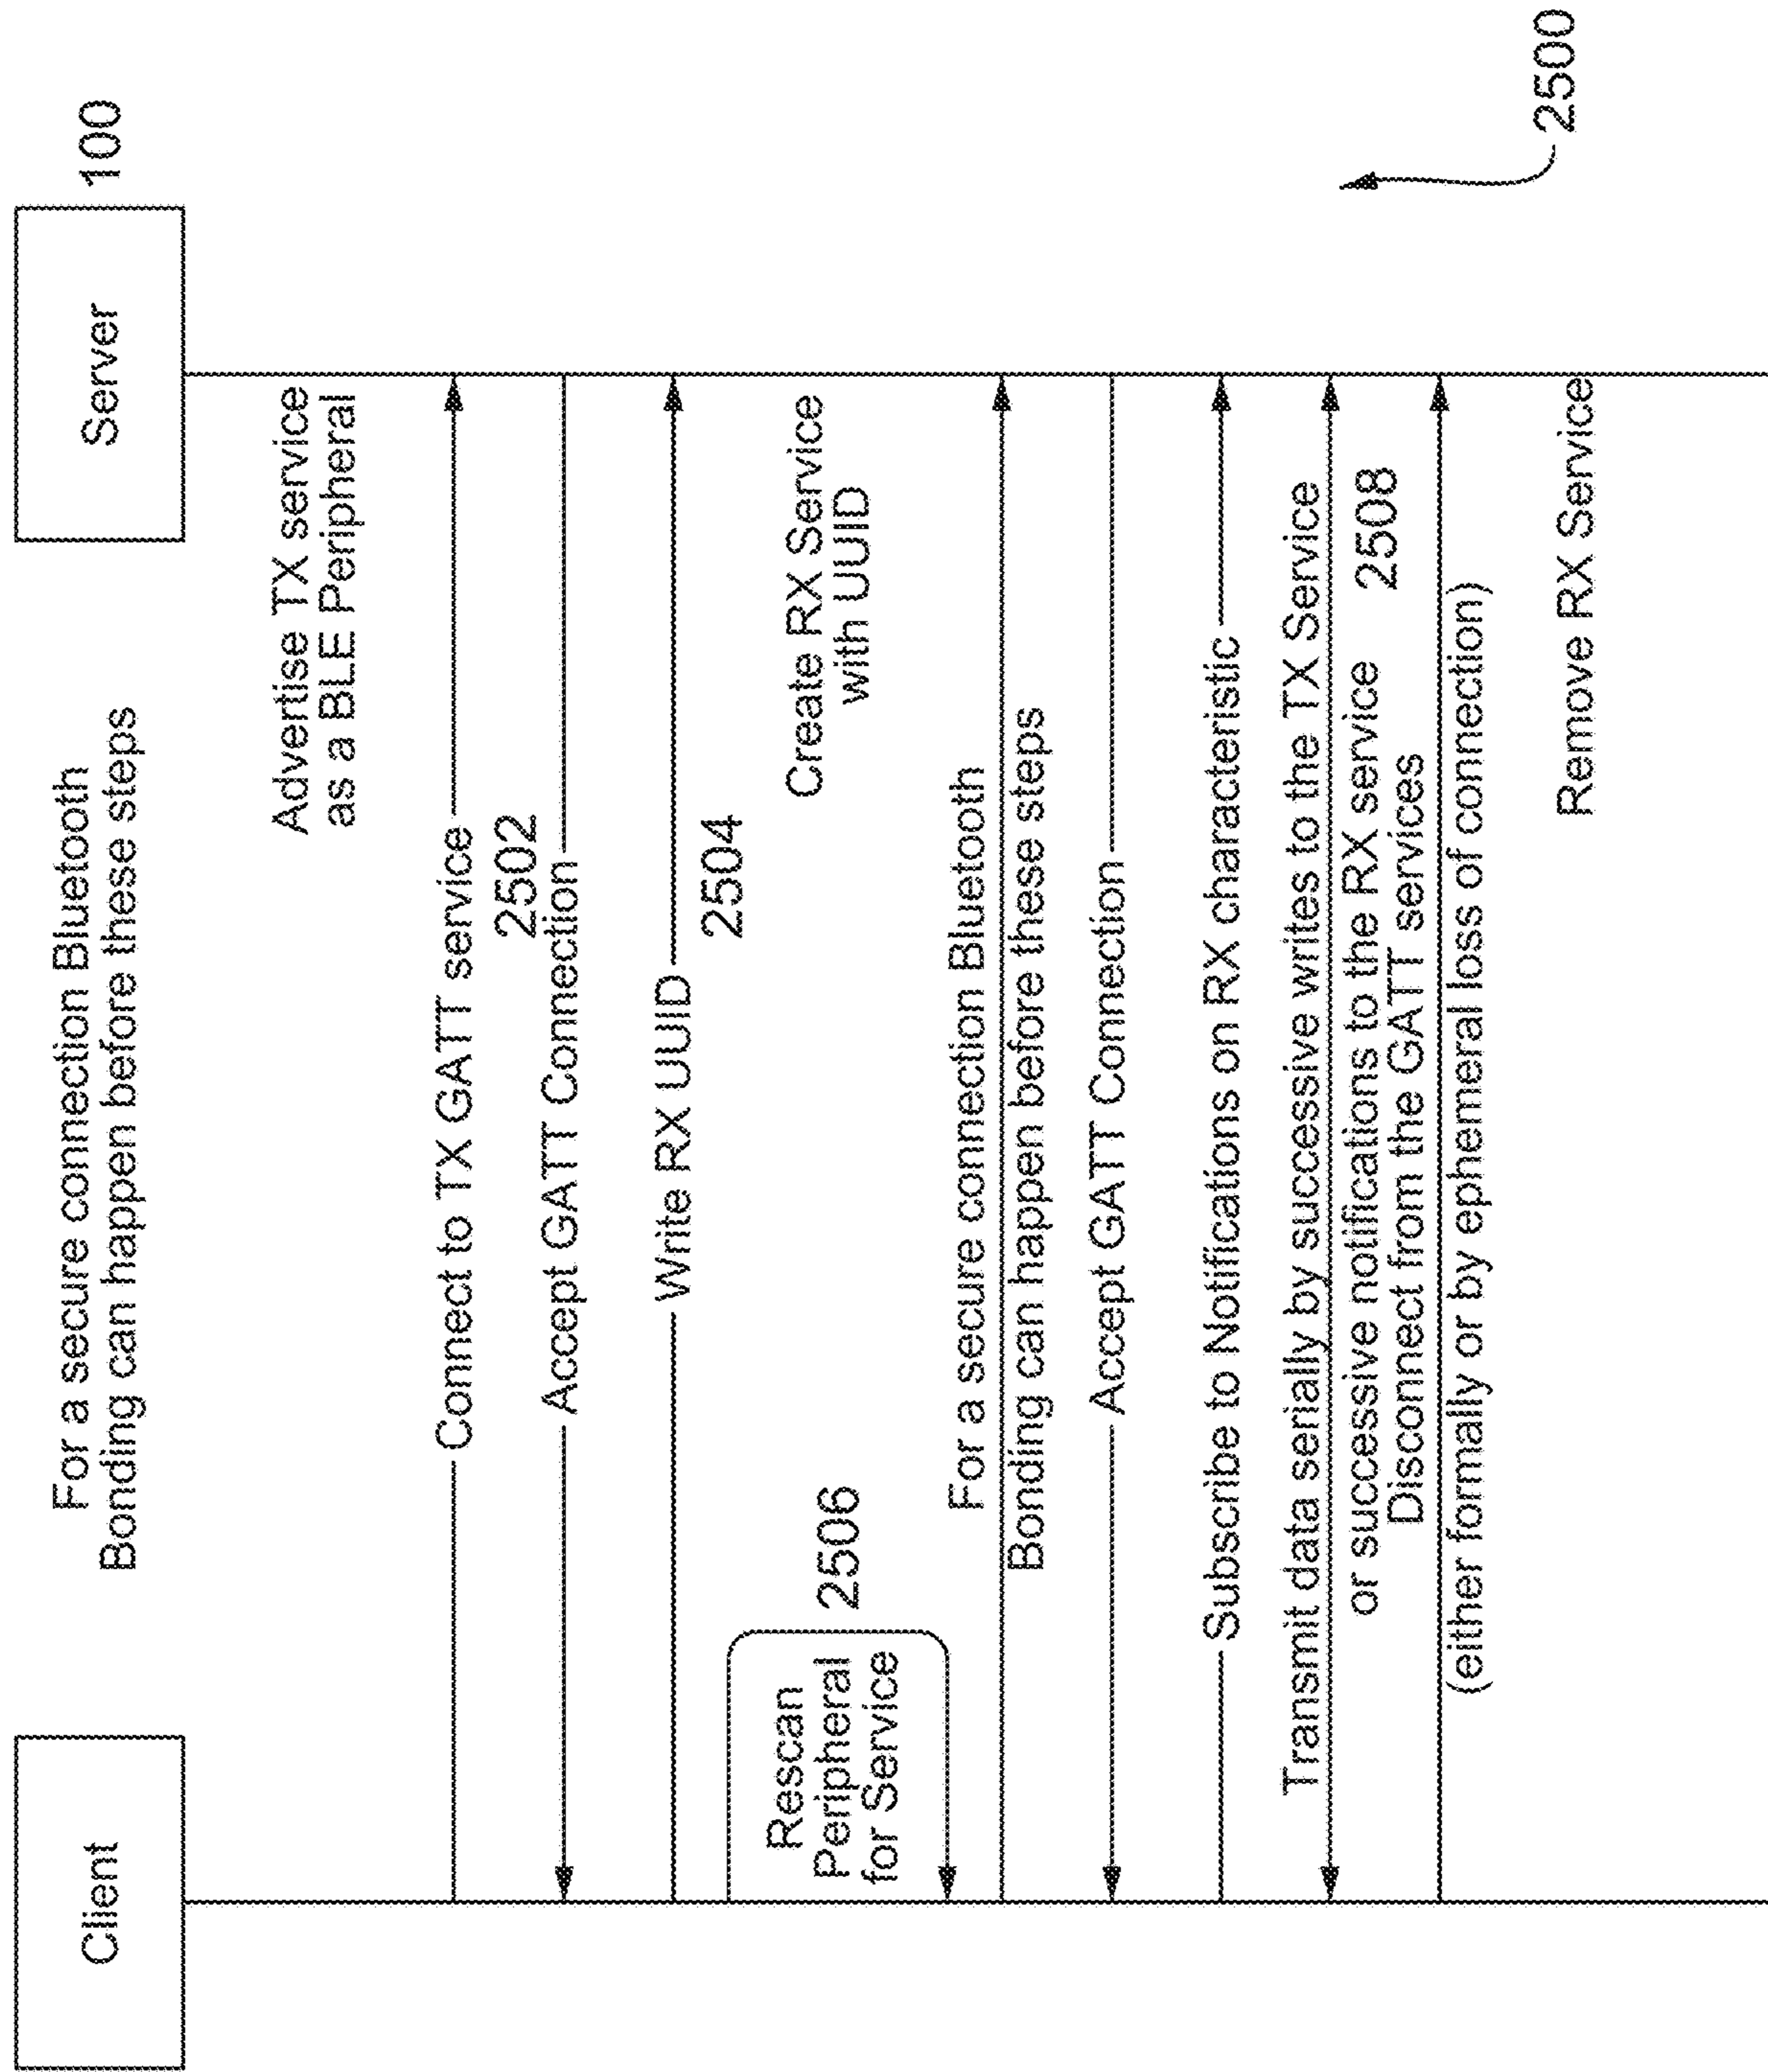 Client
Server
100
For a secure connection Bluetooth
Bonding can happen before these steps
Advertise TX service
as a BLE Peripheral
Connect to TX GATT service
2502
Accept GATT Connection
Write RX UUID
2504
Rescan
Peripheral
for Service
2506
Create RX Service
with UUID
For a secure connection Bluetooth
Bonding can happen before these steps
Accept GATT Connection
Subscribe to Notifications on RX characteristic
Transmit data serially by successive writes to the TX Service
or successive notifications to the RX service
2508
Disconnect from the GATT services
(either formally or by ephemeral loss of connection)
Remove RX Service
2500